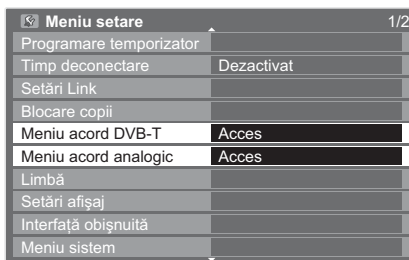 Meniu setare 1/2
Programare temporizator
Timp deconectare Dezactivat
Setări Link
Blocare copii
Meniu acord DVB-T Acces
Meniu acord analogic Acces
Limbă
Setări afişaj
Interfaţă obişnuită
Meniu sistem